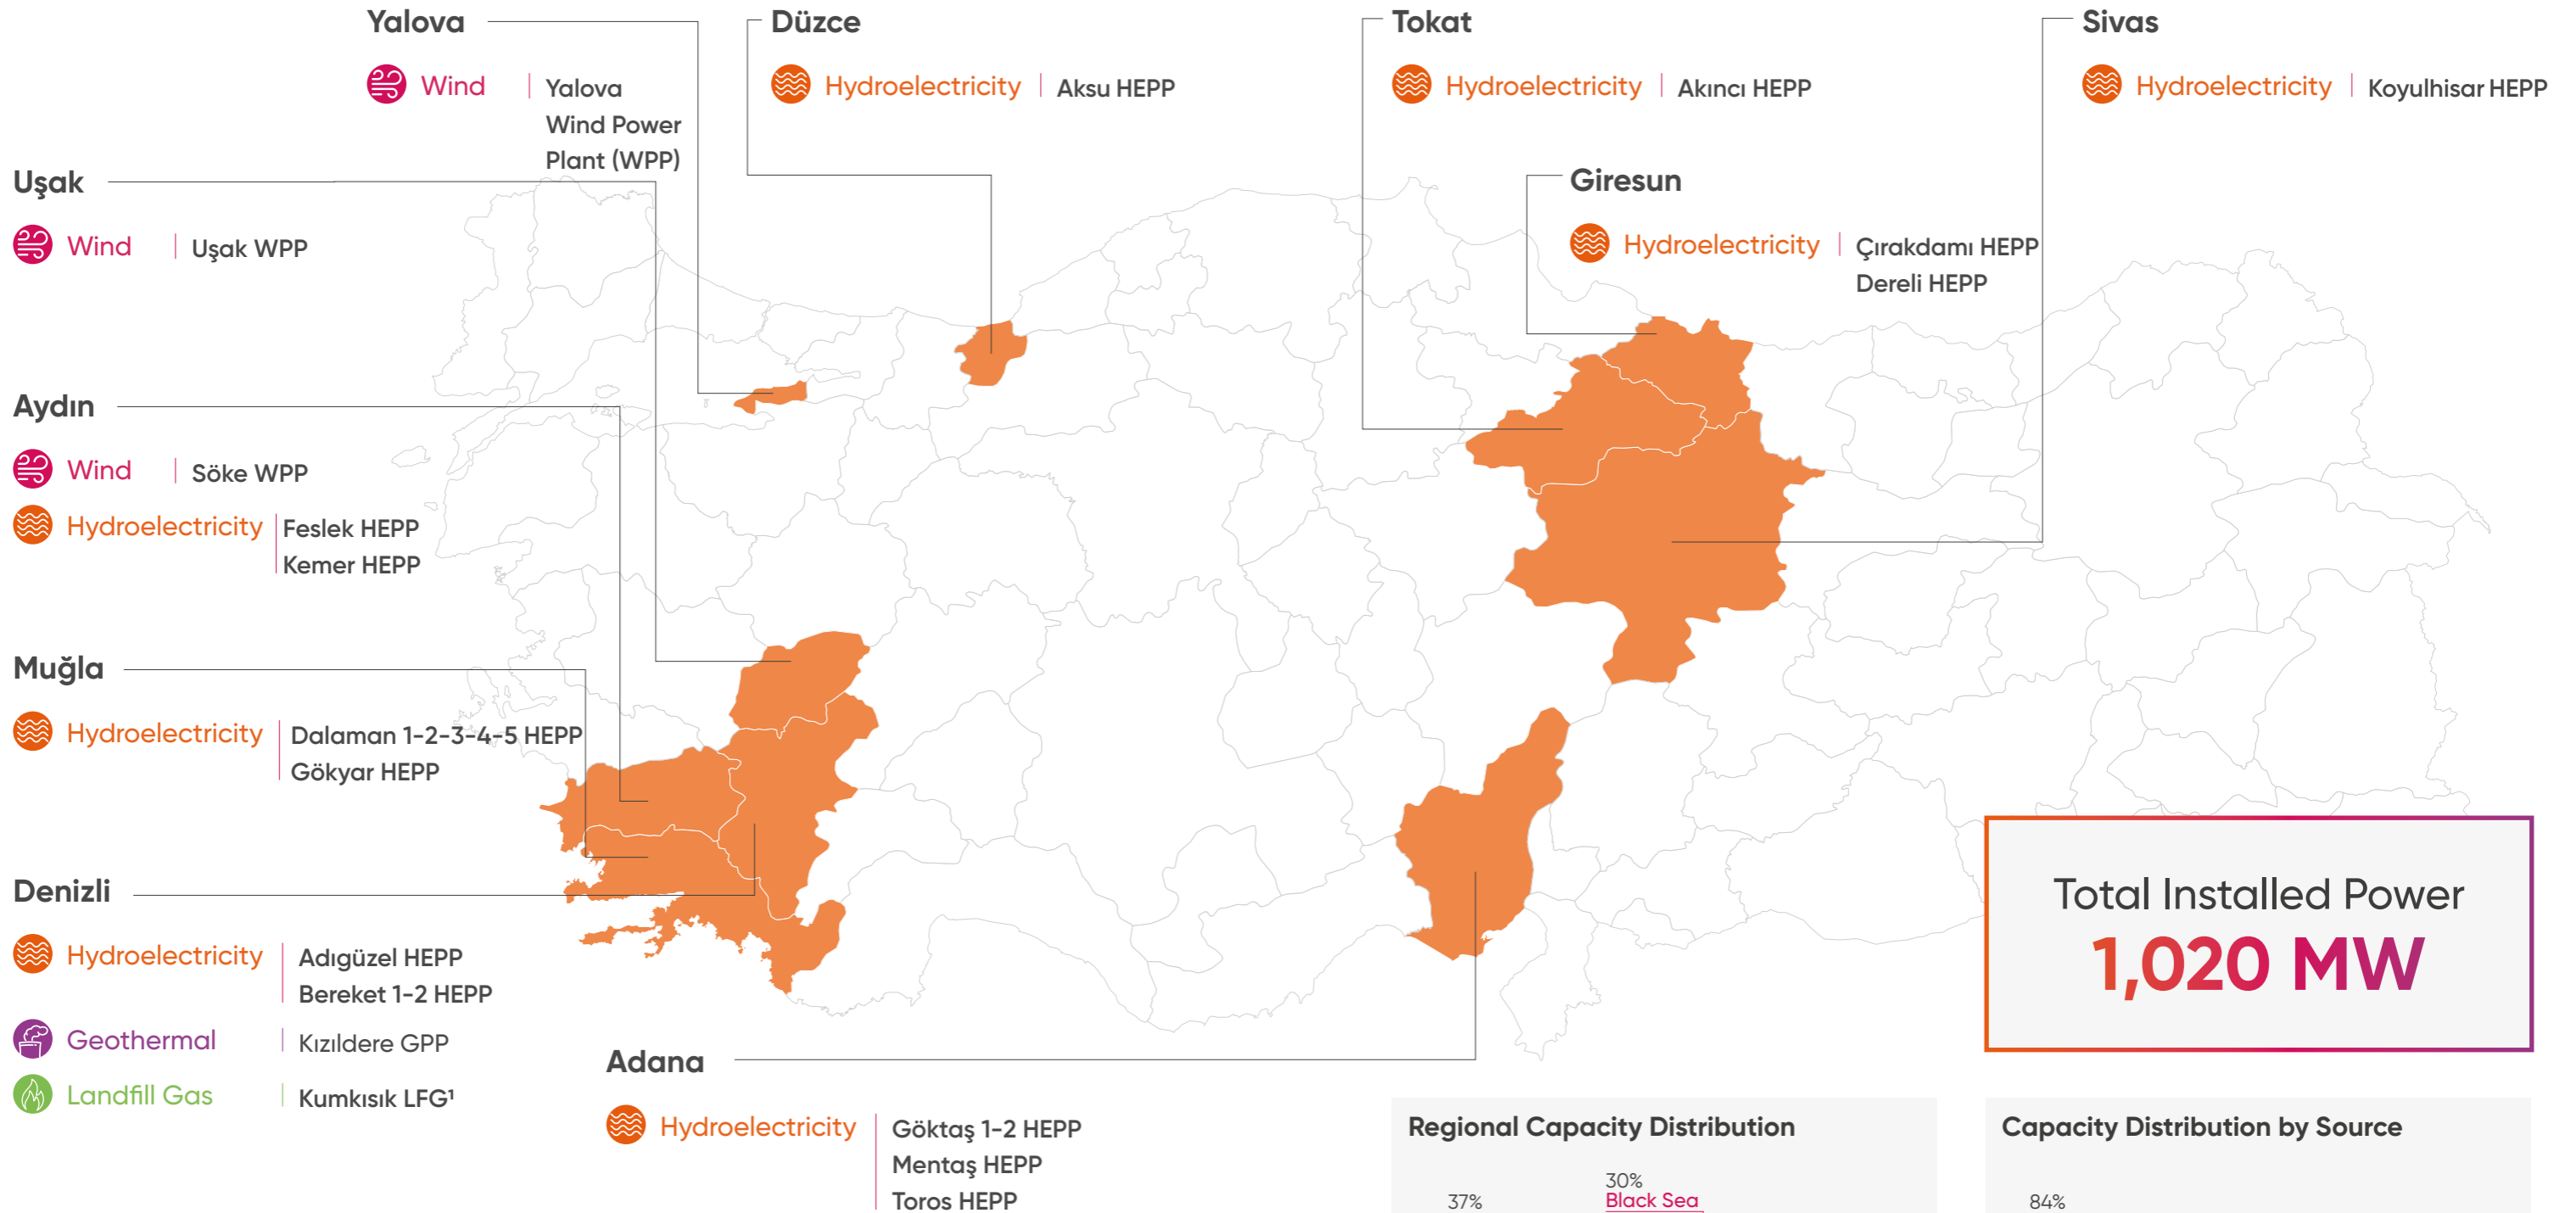 Yalova
Wind
Yalova
Wind Power
Plant (WPP)
Düzce
Hydroelectricity
Aksu HEPP
Tokat
Hydroelectricity
Akıncı HEPP
Sivas
Hydroelectricity
Koyulhisar HEPP
Uşak
Wind
Uşak WPP
Giresun
Hydroelectricity
Çırakdamı HEPP
Dereli HEPP
Aydın
Wind
Söke WPP
Hydroelectricity
Feslek HEPP
Kemer HEPP
Muğla
Hydroelectricity
Dalaman 1-2-3-4-5 HEPP
Gökyar HEPP
Denizli
Hydroelectricity
Adıgüzel HEPP
Bereket 1-2 HEPP
Geothermal
Kızıldere GPP
Landfill Gas
Kumkısık LFG¹
Adana
Hydroelectricity
Göktaş 1-2 HEPP
Mentaş HEPP
Toros HEPP
Total Installed Power
1,020 MW
Regional Capacity Distribution
37%
30%
Black Sea
Capacity Distribution by Source
84%